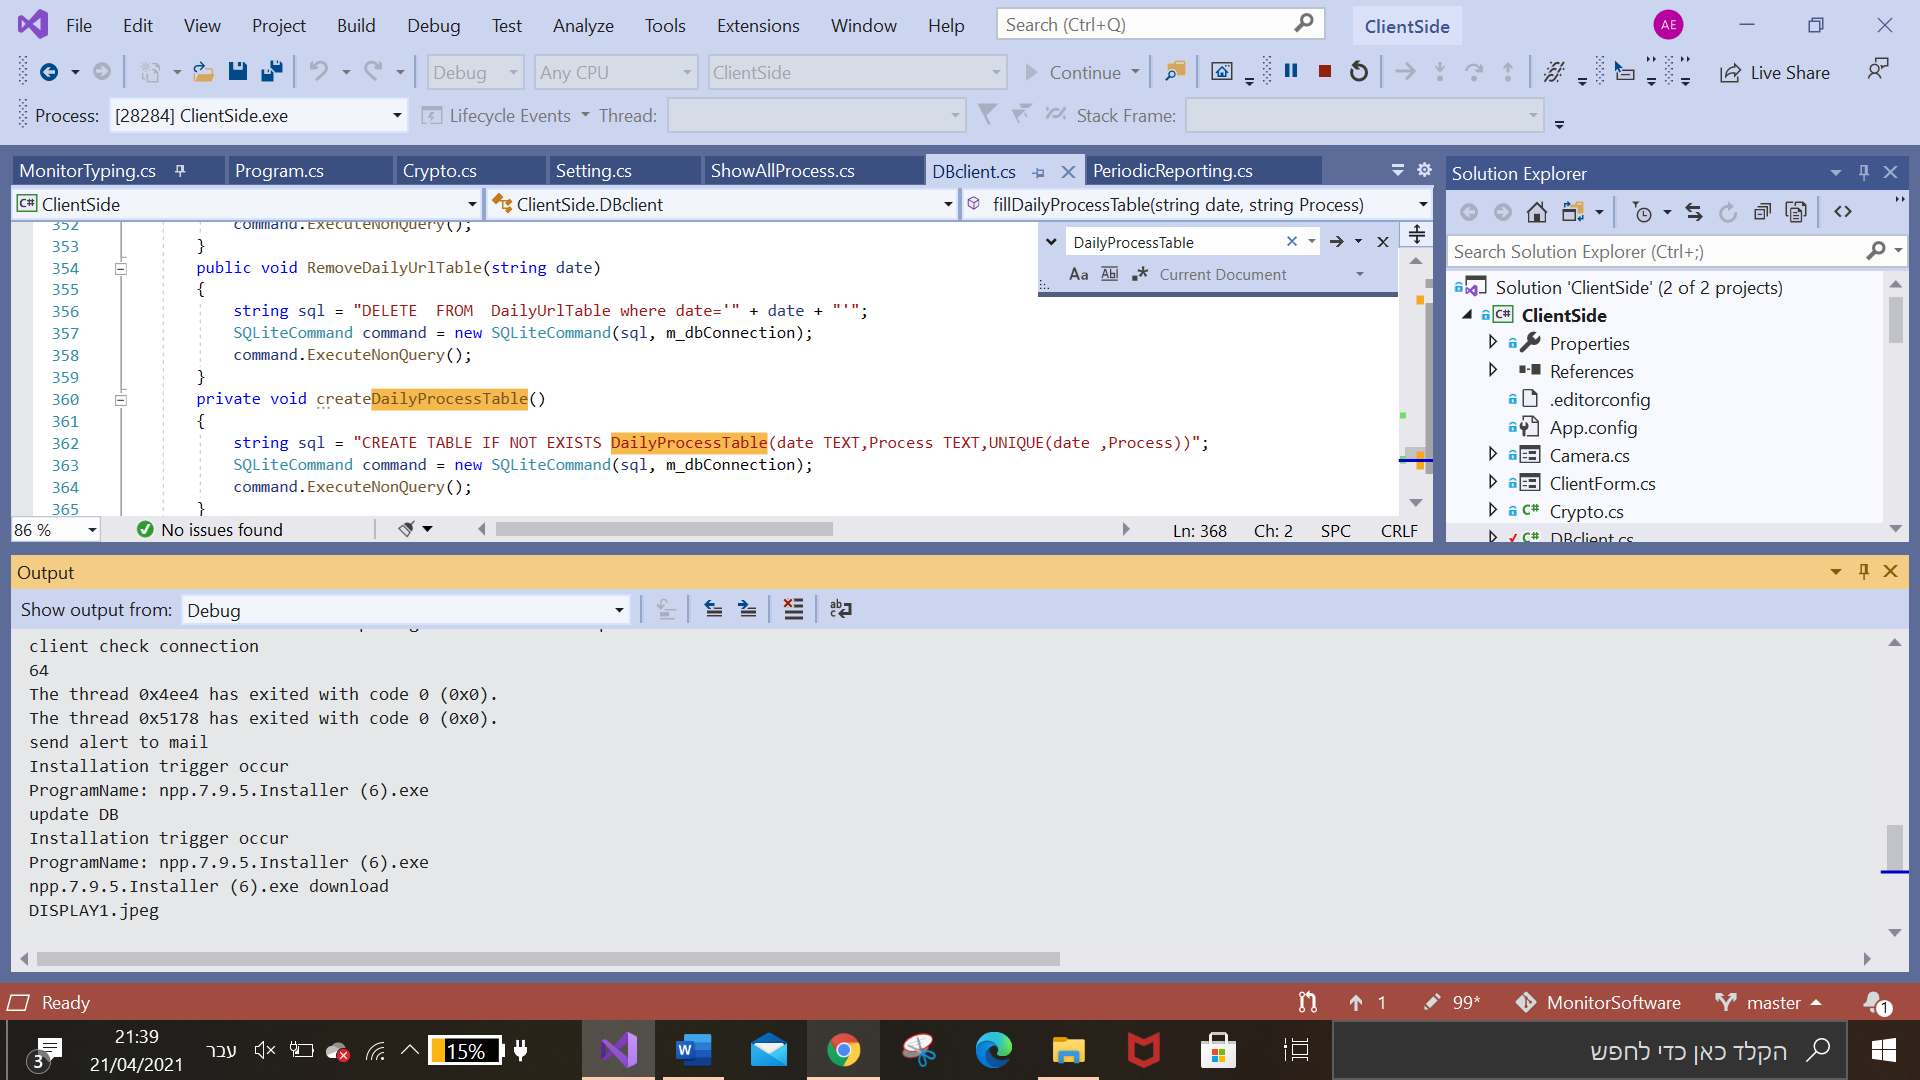 File Edit View Project Build Debug Test Analyze Tools Extensions Window Help Search (Ctrl+Q) ClientSide AE
Debug Any CPU ClientSide Continue Live Share
Process: [28284] ClientSide.exe Lifecycle Events Thread: Stack Frame:
MonitorTyping.cs Program.cs Crypto.cs Setting.cs ShowAllProcess.cs DBclient.cs PeriodicReporting.cs
C# ClientSide ClientSide.DBclient fillDailyProcessTable(string date, string Process)
DailyProcessTable
Aa Abl Current Document
352 command.ExecuteNonQuery();
353 }
354 public void RemoveDailyUrlTable(string date)
355 {
356 string sql = "DELETE  FROM  DailyUrlTable where date='" + date + "'";
357 SQLiteCommand command = new SQLiteCommand(sql, m_dbConnection);
358 command.ExecuteNonQuery();
359 }
360 private void createDailyProcessTable()
361 {
362 string sql = "CREATE TABLE IF NOT EXISTS DailyProcessTable(date TEXT,Process TEXT,UNIQUE(date ,Process))";
363 SQLiteCommand command = new SQLiteCommand(sql, m_dbConnection);
364 command.ExecuteNonQuery();
365 }
86 % No issues found Ln: 368 Ch: 2 SPC CRLF
Solution Explorer
Search Solution Explorer (Ctrl+;)
Solution 'ClientSide' (2 of 2 projects)
C# ClientSide
Properties
References
.editorconfig
App.config
Camera.cs
ClientForm.cs
C# Crypto.cs
C# DBclient.cs
Output
Show output from: Debug
client check connection
64
The thread 0x4ee4 has exited with code 0 (0x0).
The thread 0x5178 has exited with code 0 (0x0).
send alert to mail
Installation trigger occur
ProgramName: npp.7.9.5.Installer (6).exe
update DB
Installation trigger occur
ProgramName: npp.7.9.5.Installer (6).exe
npp.7.9.5.Installer (6).exe download
DISPLAY1.jpeg
Ready 1 99* MonitorSoftware master 1
3 21:39 עבר 15% הקלד כאן כדי לחפש
21/04/2021